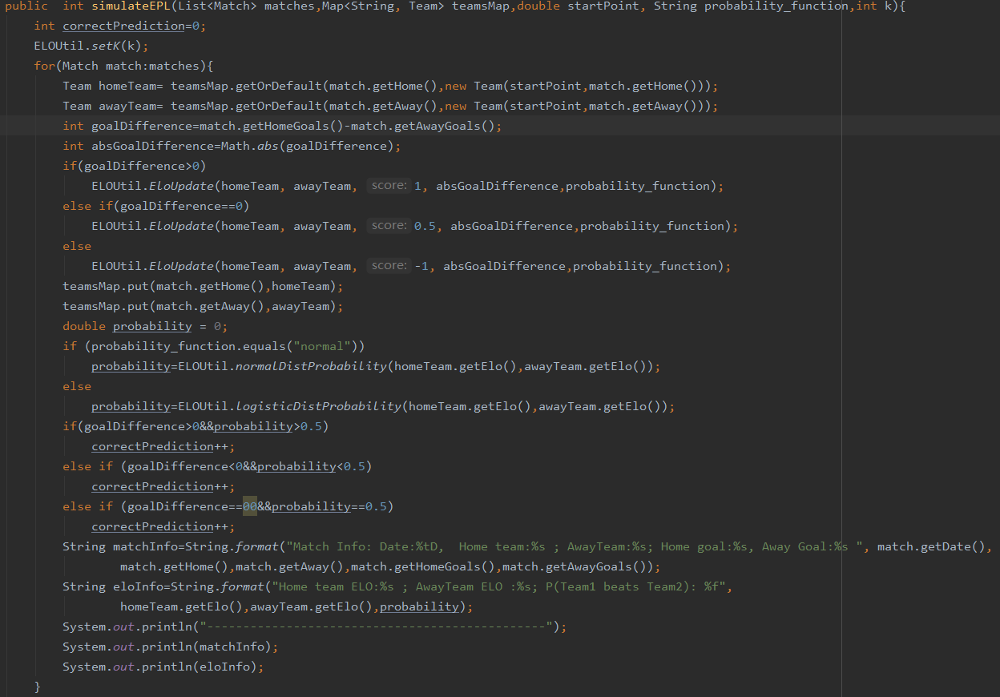 public  int simulateEPL(List<Match> matches,Map<String, Team> teamsMap,double startPoint, String probability_function,int k){
    int correctPrediction=0;
    ELOUtil.setK(k);
    for(Match match:matches){
        Team homeTeam= teamsMap.getOrDefault(match.getHome(),new Team(startPoint,match.getHome()));
        Team awayTeam= teamsMap.getOrDefault(match.getAway(),new Team(startPoint,match.getAway()));
        int goalDifference=match.getHomeGoals()-match.getAwayGoals();
        int absGoalDifference=Math.abs(goalDifference);
        if(goalDifference>0)
            ELOUtil.EloUpdate(homeTeam, awayTeam, score: 1, absGoalDifference,probability_function);
        else if(goalDifference==0)
            ELOUtil.EloUpdate(homeTeam, awayTeam, score: 0.5, absGoalDifference,probability_function);
        else
            ELOUtil.EloUpdate(homeTeam, awayTeam, score: -1, absGoalDifference,probability_function);
        teamsMap.put(match.getHome(),homeTeam);
        teamsMap.put(match.getAway(),awayTeam);
        double probability = 0;
        if (probability_function.equals("normal"))
            probability=ELOUtil.normalDistProbability(homeTeam.getElo(),awayTeam.getElo());
        else
            probability=ELOUtil.logisticDistProbability(homeTeam.getElo(),awayTeam.getElo());
        if(goalDifference>0&&probability>0.5)
            correctPrediction++;
        else if (goalDifference<0&&probability<0.5)
            correctPrediction++;
        else if (goalDifference==00&&probability==0.5)
            correctPrediction++;
        String matchInfo=String.format("Match Info: Date:%tD,  Home team:%s ; AwayTeam:%s; Home goal:%s, Away Goal:%s ", match.getDate(),
                match.getHome(),match.getAway(),match.getHomeGoals(),match.getAwayGoals());
        String eloInfo=String.format("Home team ELO:%s ; AwayTeam ELO :%s; P(Team1 beats Team2): %f",
                homeTeam.getElo(),awayTeam.getElo(),probability);
        System.out.println("-----------------------------------------------");
        System.out.println(matchInfo);
        System.out.println(eloInfo);
    }